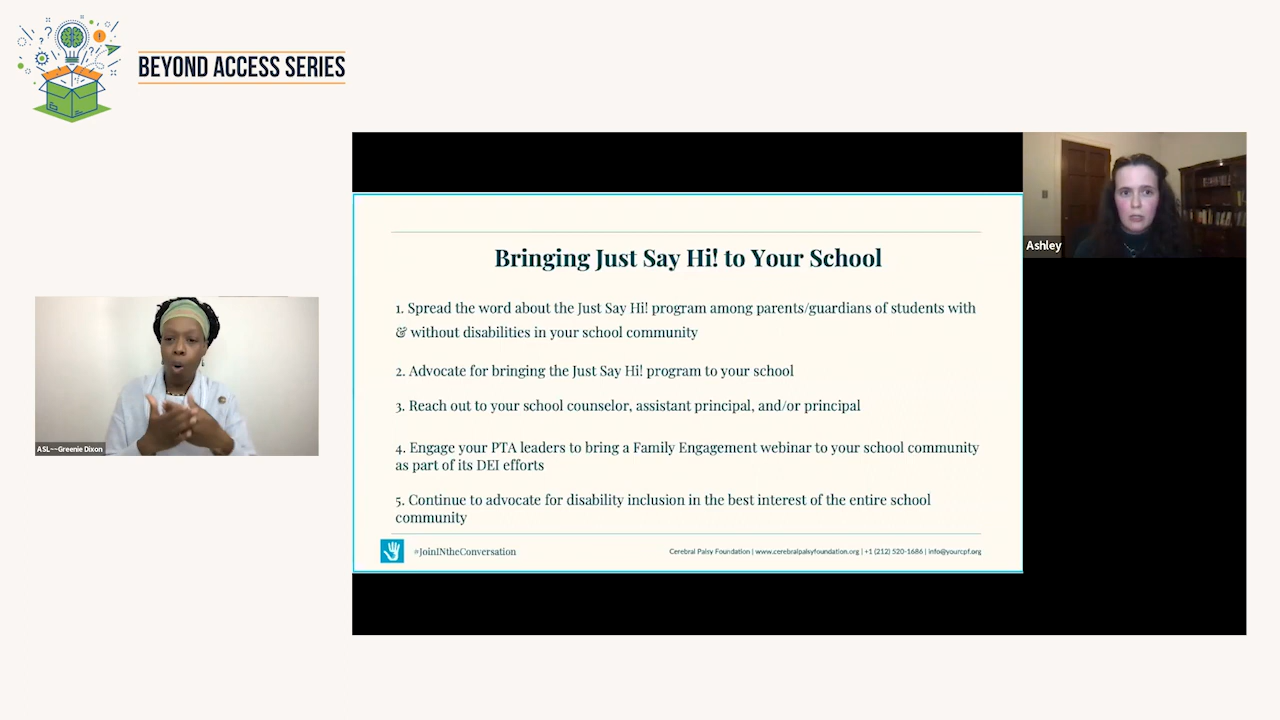 BEYOND ACCESS SERIES
Ashley
Bringing Just Say Hi! to Your School
1. Spread the word about the Just Say Hi! program among parents/guardians of students with
& without disabilities in your school community
2. Advocate for bringing the Just Say Hi! program to your school
3. Reach out to your school counselor, assistant principal, and/or principal
4. Engage your PTA leaders to bring a Family Engagement webinar to your school community
as part of its DEI efforts
5. Continue to advocate for disability inclusion in the best interest of the entire school
community
#JoinINtheConversation
Cerebral Palsy Foundation | www.cerebralpalsyfoundation.org | +1 (212) 520-1686 | info@yourcpf.org
ASL--Greenie Dixon